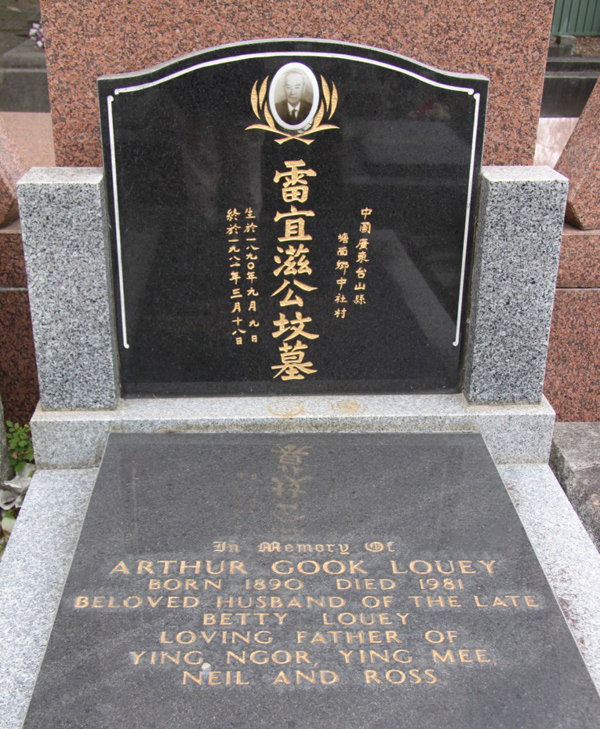 中國廣東台山縣
塘面鄉中社村
雷宜滋公坟墓
生於一八九〇年九月九日
終於一九八一年三月十八日
In Memory Of
ARTHUR GOOK LOUEY
BORN 1890 DIED 1981
BELOVED HUSBAND OF THE LATE
BETTY LOUEY
LOVING FATHER OF
YING NGOR, YING MEE,
NEIL AND ROSS